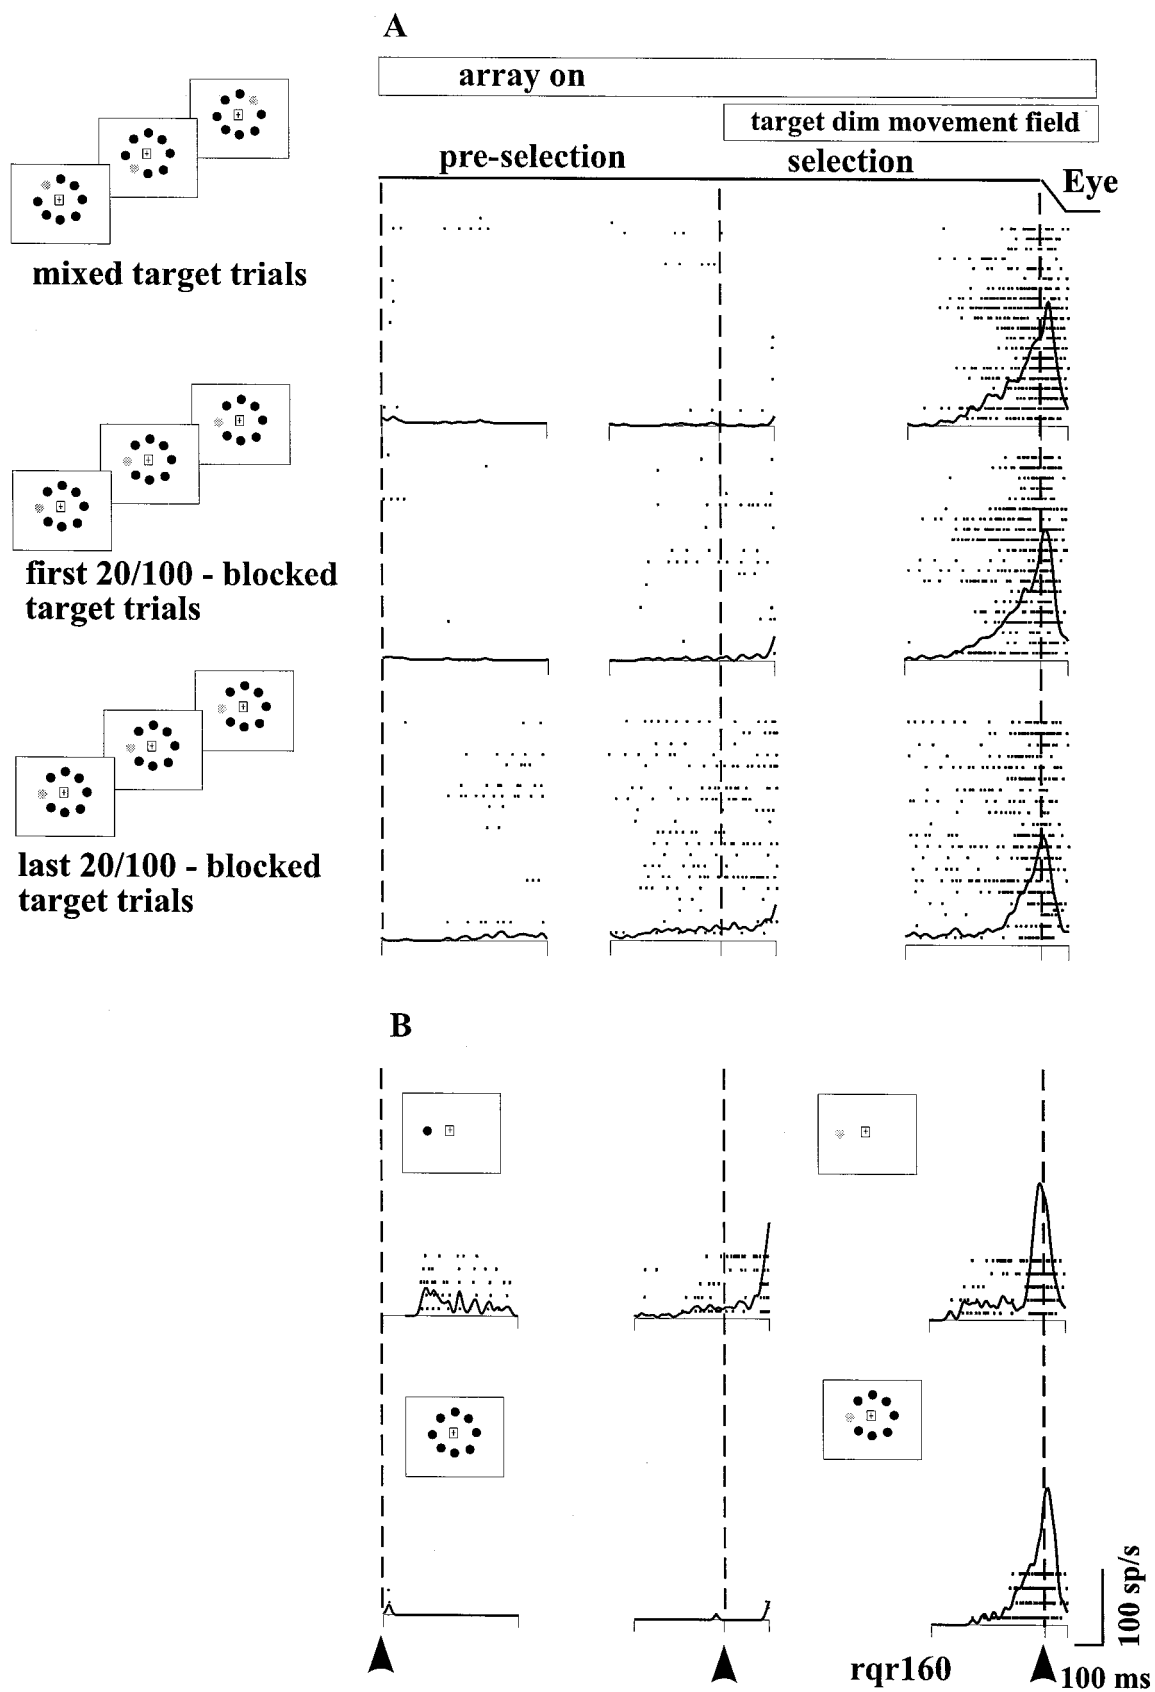 A
array on
target dim movement field
pre-selection
selection
Eye
mixed target trials
first 20/100 - blocked
target trials
last 20/100 - blocked
target trials
B
100 sp/s
rqr160
100 ms